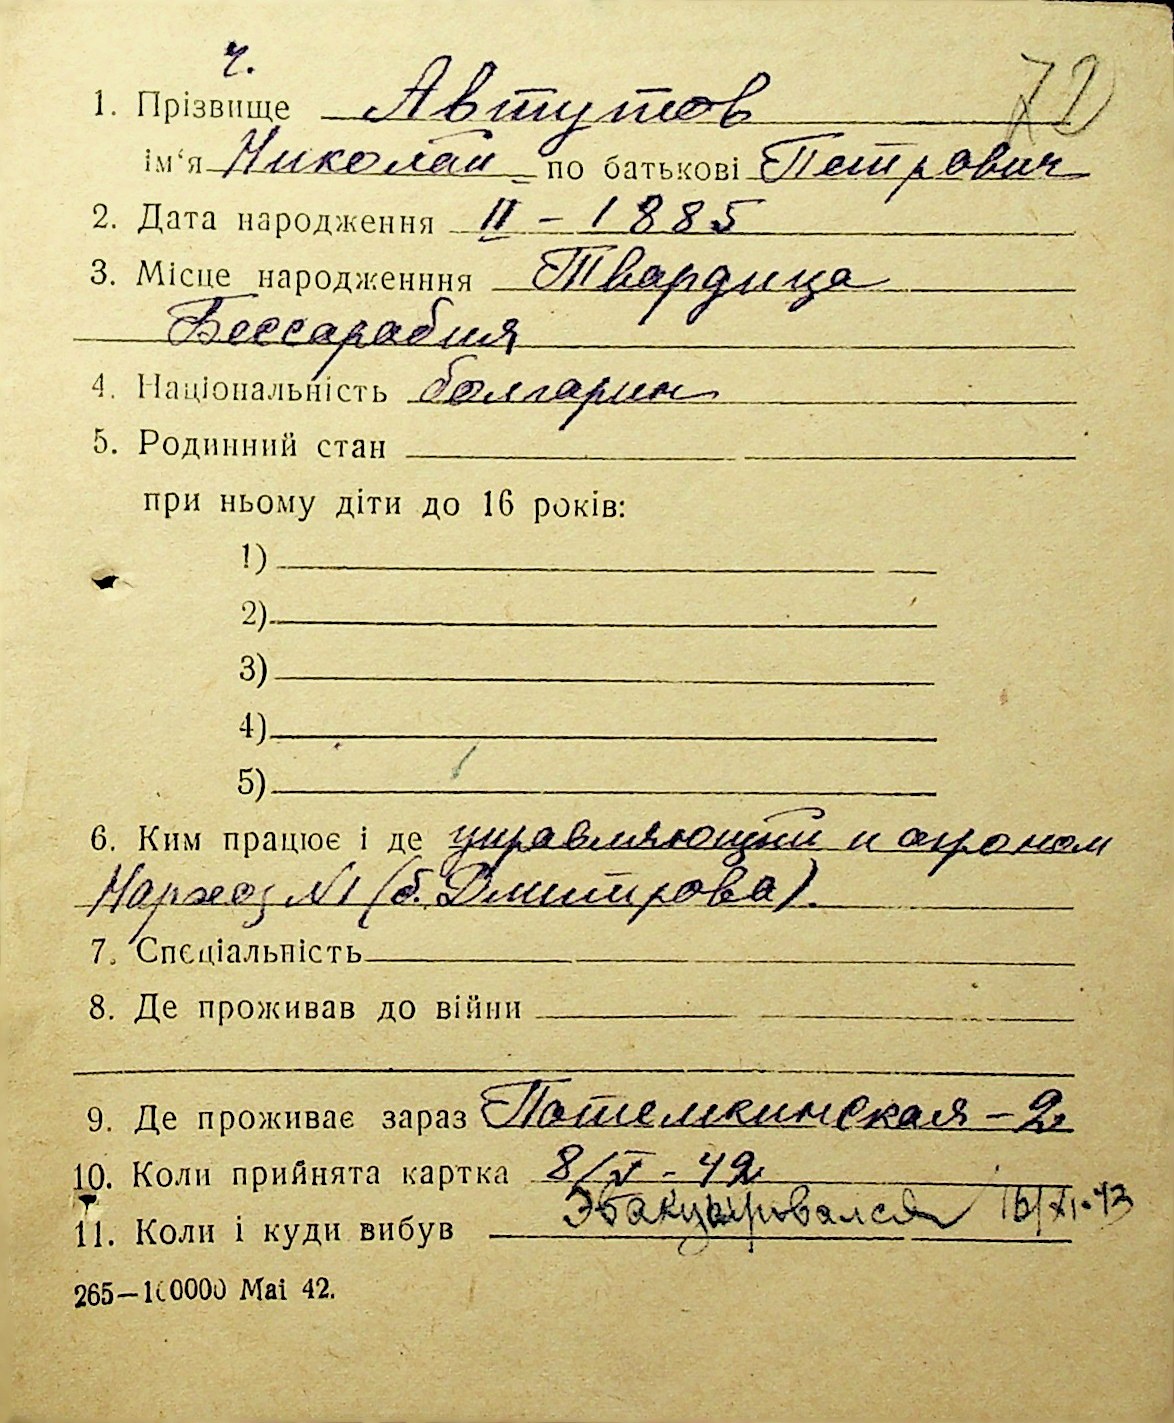 ч.
72
1. Прізвище Автутов
ім‘я Николай по батькові Петрович
2. Дата народження II – 1885
3. Місце народженння Твардица
Бессарабия
4. Національність болгарин
5. Родинний стан
при ньому діти до 16 років:
1)
2)
3)
4)
5)
6. Ким працює і де управляющий и агроном
Нархоз №1 (б. Дмитрова).
7. Спєціальність
8. Де проживав до війни
9. Де проживає зараз Потемкинская – 2
10. Коли прийнята картка 8/V - 42
11. Коли і куди вибув Эвакуировался 16/XI-43
265—100000 Mai 42.